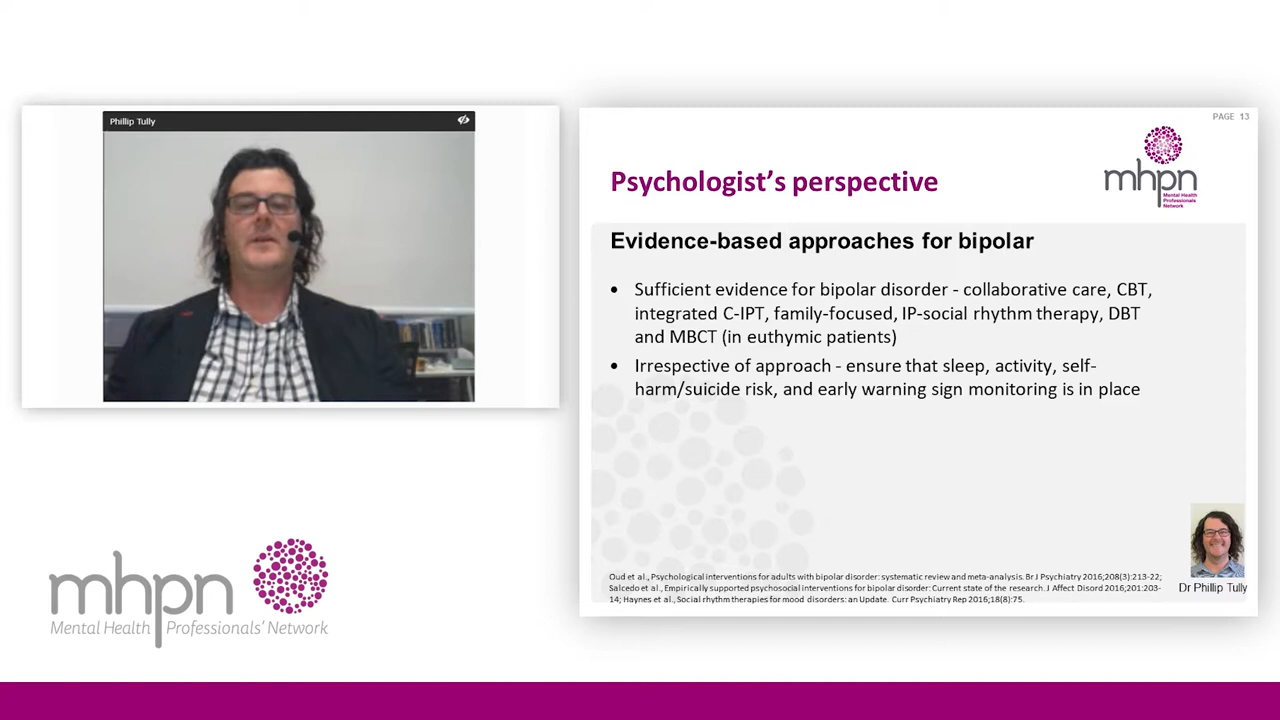 Phillip Tully
mhpn
Mental Health Professionals' Network
PAGE 13
mhpn
Mental Health
Professionals
Network
Psychologist's perspective
Evidence-based approaches for bipolar
• Sufficient evidence for bipolar disorder - collaborative care, CBT,
integrated C-IPT, family-focused, IP-social rhythm therapy, DBT
and MBCT (in euthymic patients)
• Irrespective of approach - ensure that sleep, activity, self-
harm/suicide risk, and early warning sign monitoring is in place
Oud et al., Psychological interventions for adults with bipolar disorder: systematic review and meta-analysis. Br J Psychiatry 2016;208(3):213-22;
Salcedo et al., Empirically supported psychosocial interventions for bipolar disorder: Current state of the research. J Affect Disord 2016;201:203-
14; Haynes et al., Social rhythm therapies for mood disorders: an Update. Curr Psychiatry Rep 2016;18(8):75.
Dr Phillip Tully